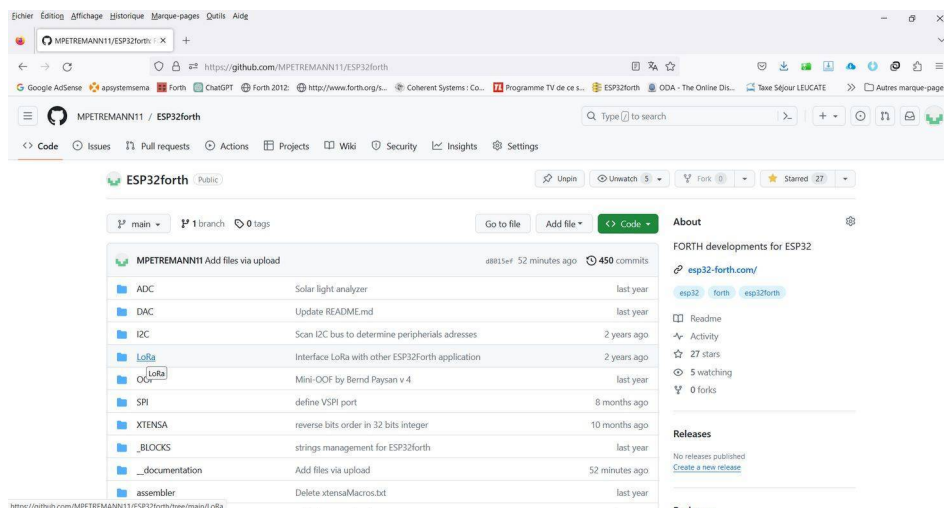 Fichier Édition Affichage Historique Marque-pages Outils Aide
MPETREMANN11/ESP32forth: F × +
https://github.com/MPETREMANN11/ESP32forth
Google AdSense apsystemsema Forth ChatGPT Forth 2012: http://www.forth.org/s... Coherent Systems : Co... Programme TV de ce s... ESP32forth ODA - The Online Dis... Taxe Séjour LEUCATE >> Autres marque-page
MPETREMANN11 / ESP32forth Type / to search
<> Code Issues Pull requests Actions Projects Wiki Security Insights Settings
ESP32forth Public Unpin Unwatch 5 Fork 0 Starred 27
main 1 branch 0 tags Go to file Add file <> Code
MPETREMANN11 Add files via upload d8015ef 52 minutes ago 450 commits
ADC Solar light analyzer last year
DAC Update README.md last year
I2C Scan I2C bus to determine peripherials adresses 2 years ago
LoRa Interface LoRa with other ESP32Forth application 2 years ago
LoRa
OOF Mini-OOF by Bernd Paysan v 4 last year
SPI define VSPI port 8 months ago
XTENSA reverse bits order in 32 bits integer 10 months ago
_BLOCKS strings management for ESP32forth last year
__documentation Add files via upload 52 minutes ago
assembler Delete xtensaMacros.txt last year
About
FORTH developments for ESP32
esp32-forth.com/
esp32 forth esp32forth
Readme
Activity
27 stars
5 watching
0 forks
Releases
No releases published
Create a new release
https://github.com/MPETREMANN11/ESP32forth/tree/main/LoRa